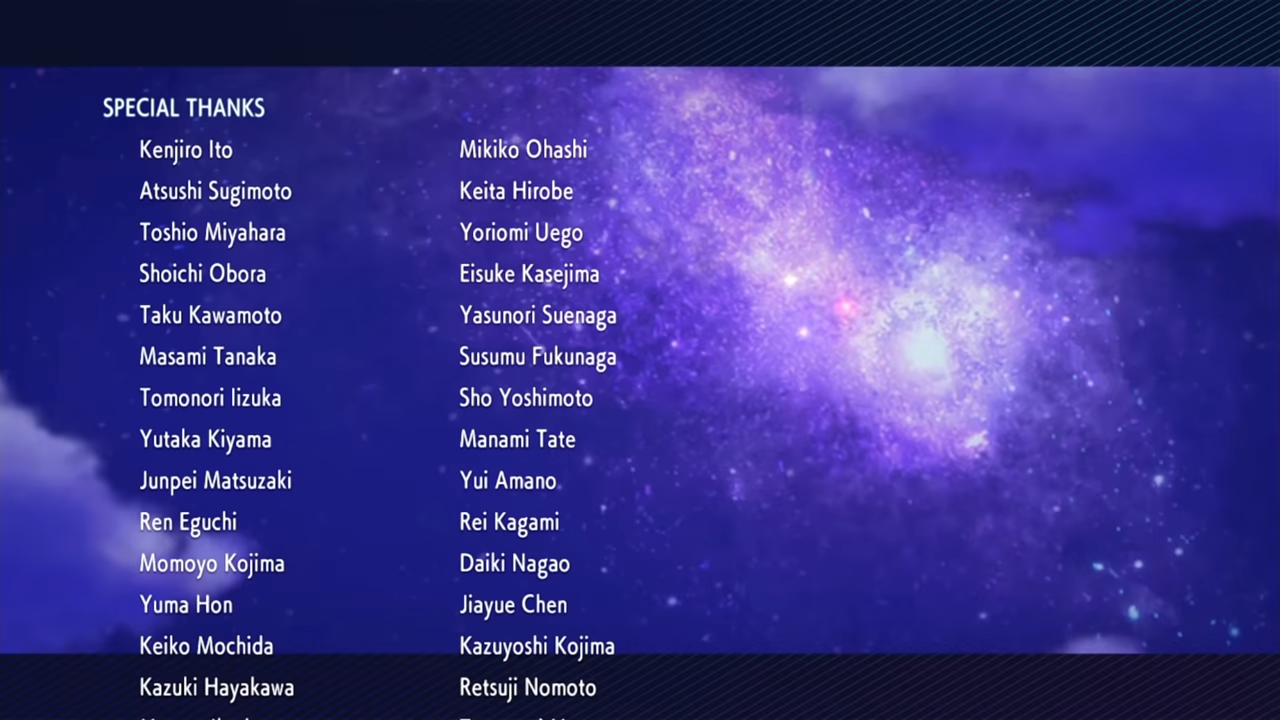 SPECIAL THANKS
Kenjiro Ito Mikiko Ohashi
Atsushi Sugimoto Keita Hirobe
Toshio Miyahara Yoriomi Uego
Shoichi Obora Eisuke Kasejima
Taku Kawamoto Yasunori Suenaga
Masami Tanaka Susumu Fukunaga
Tomonori Iizuka Sho Yoshimoto
Yutaka Kiyama Manami Tate
Junpei Matsuzaki Yui Amano
Ren Eguchi Rei Kagami
Momoyo Kojima Daiki Nagao
Yuma Hon Jiayue Chen
Keiko Mochida Kazuyoshi Kojima
Kazuki Hayakawa Retsuji Nomoto